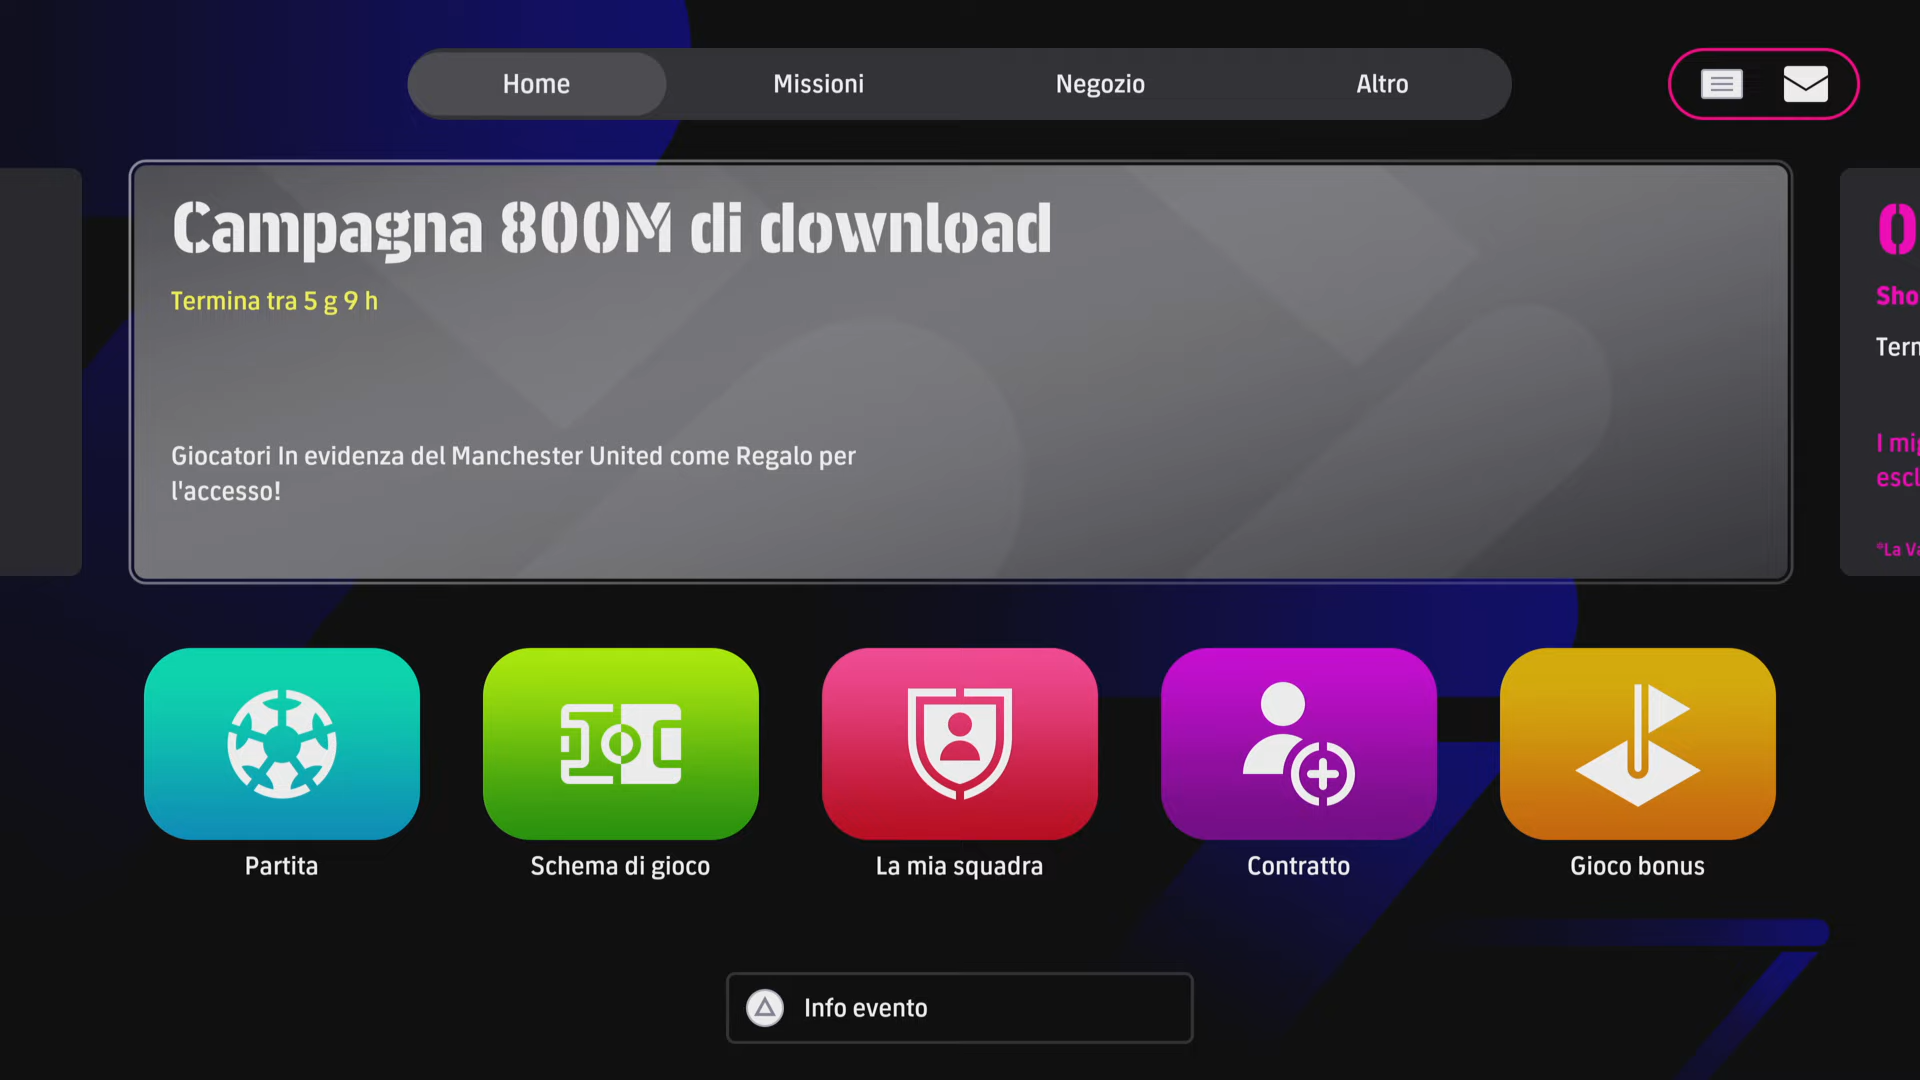 Home
Missioni
Negozio
Altro
Campagna 800M di download
Termina tra 5 g 9 h
Giocatori In evidenza del Manchester United come Regalo per
l'accesso!
Partita
Schema di gioco
La mia squadra
Contratto
Gioco bonus
Info evento